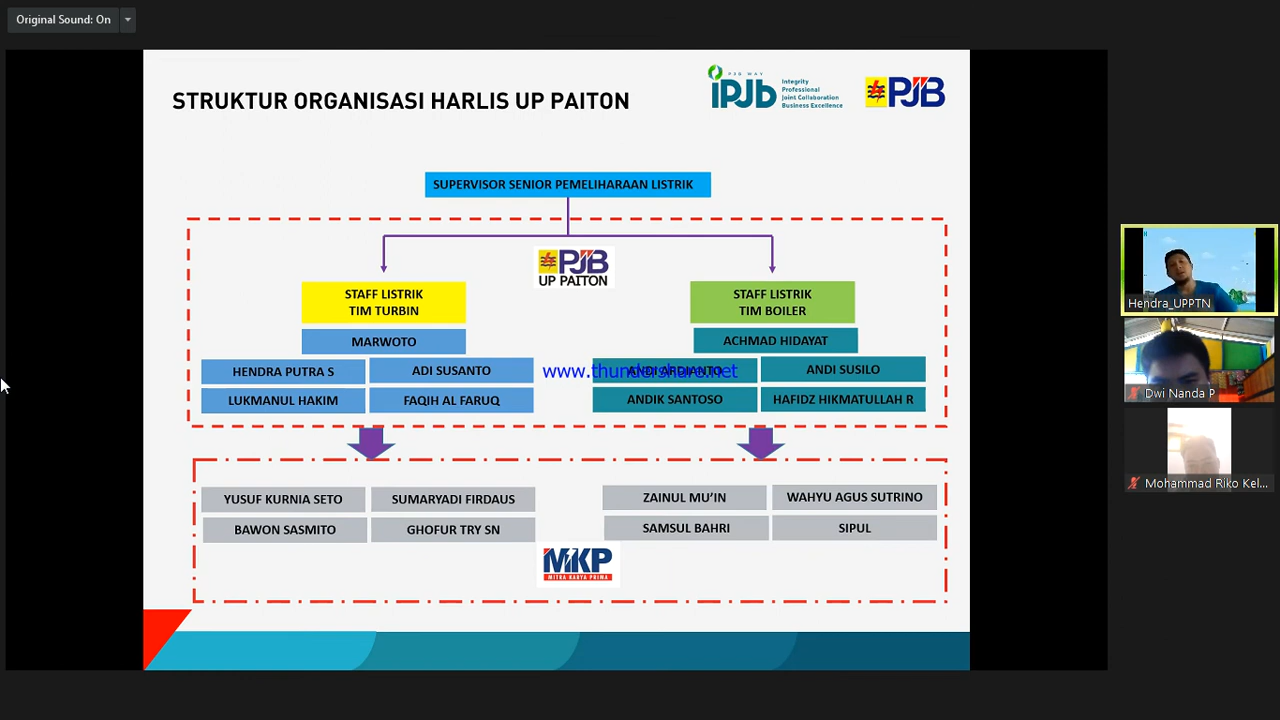 Original Sound: On
STRUKTUR ORGANISASI HARLIS UP PAITON
PJB WAY
iPJb
Integrity
Professional
Joint Collaboration
Business Excellence
PJB
SUPERVISOR SENIOR PEMELIHARAAN LISTRIK
PJB
UP PAITON
STAFF LISTRIK
TIM TURBIN
STAFF LISTRIK
TIM BOILER
MARWOTO
ACHMAD HIDAYAT
HENDRA PUTRA S
ADI SUSANTO
www.thundershare.net
ANDI ARDIANTO
ANDI SUSILO
LUKMANUL HAKIM
FAQIH AL FARUQ
ANDIK SANTOSO
HAFIDZ HIKMATULLAH R
YUSUF KURNIA SETO
SUMARYADI FIRDAUS
ZAINUL MU'IN
WAHYU AGUS SUTRINO
BAWON SASMITO
GHOFUR TRY SN
SAMSUL BAHRI
SIPUL
MKP
MITRA KARYA PRIMA
Hendra_UPPTN
Dwi Nanda P
Mohammad Riko Kel...